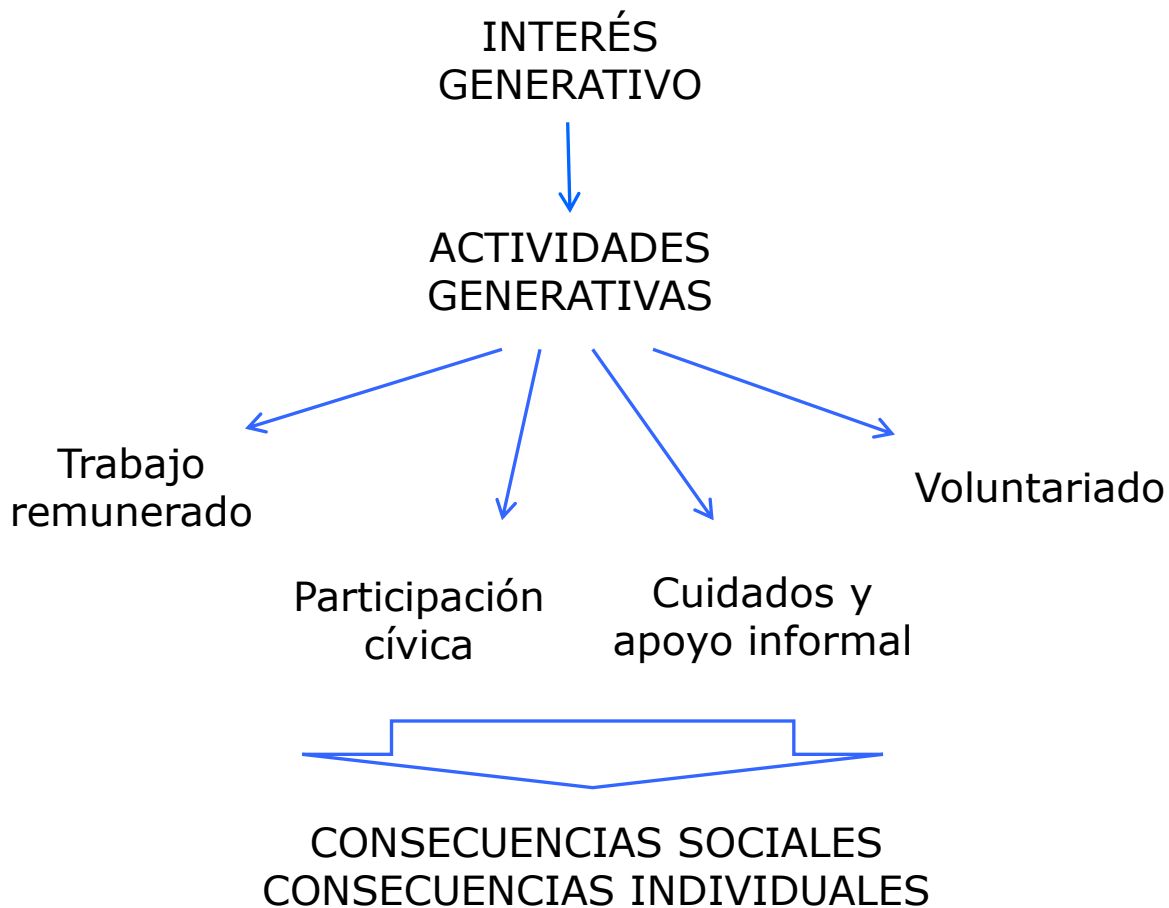 INTERÉS
GENERATIVO
ACTIVIDADES
GENERATIVAS
Trabajo
remunerado
Voluntariado
Participación
cívica
Cuidados y
apoyo informal
CONSECUENCIAS SOCIALES
CONSECUENCIAS INDIVIDUALES